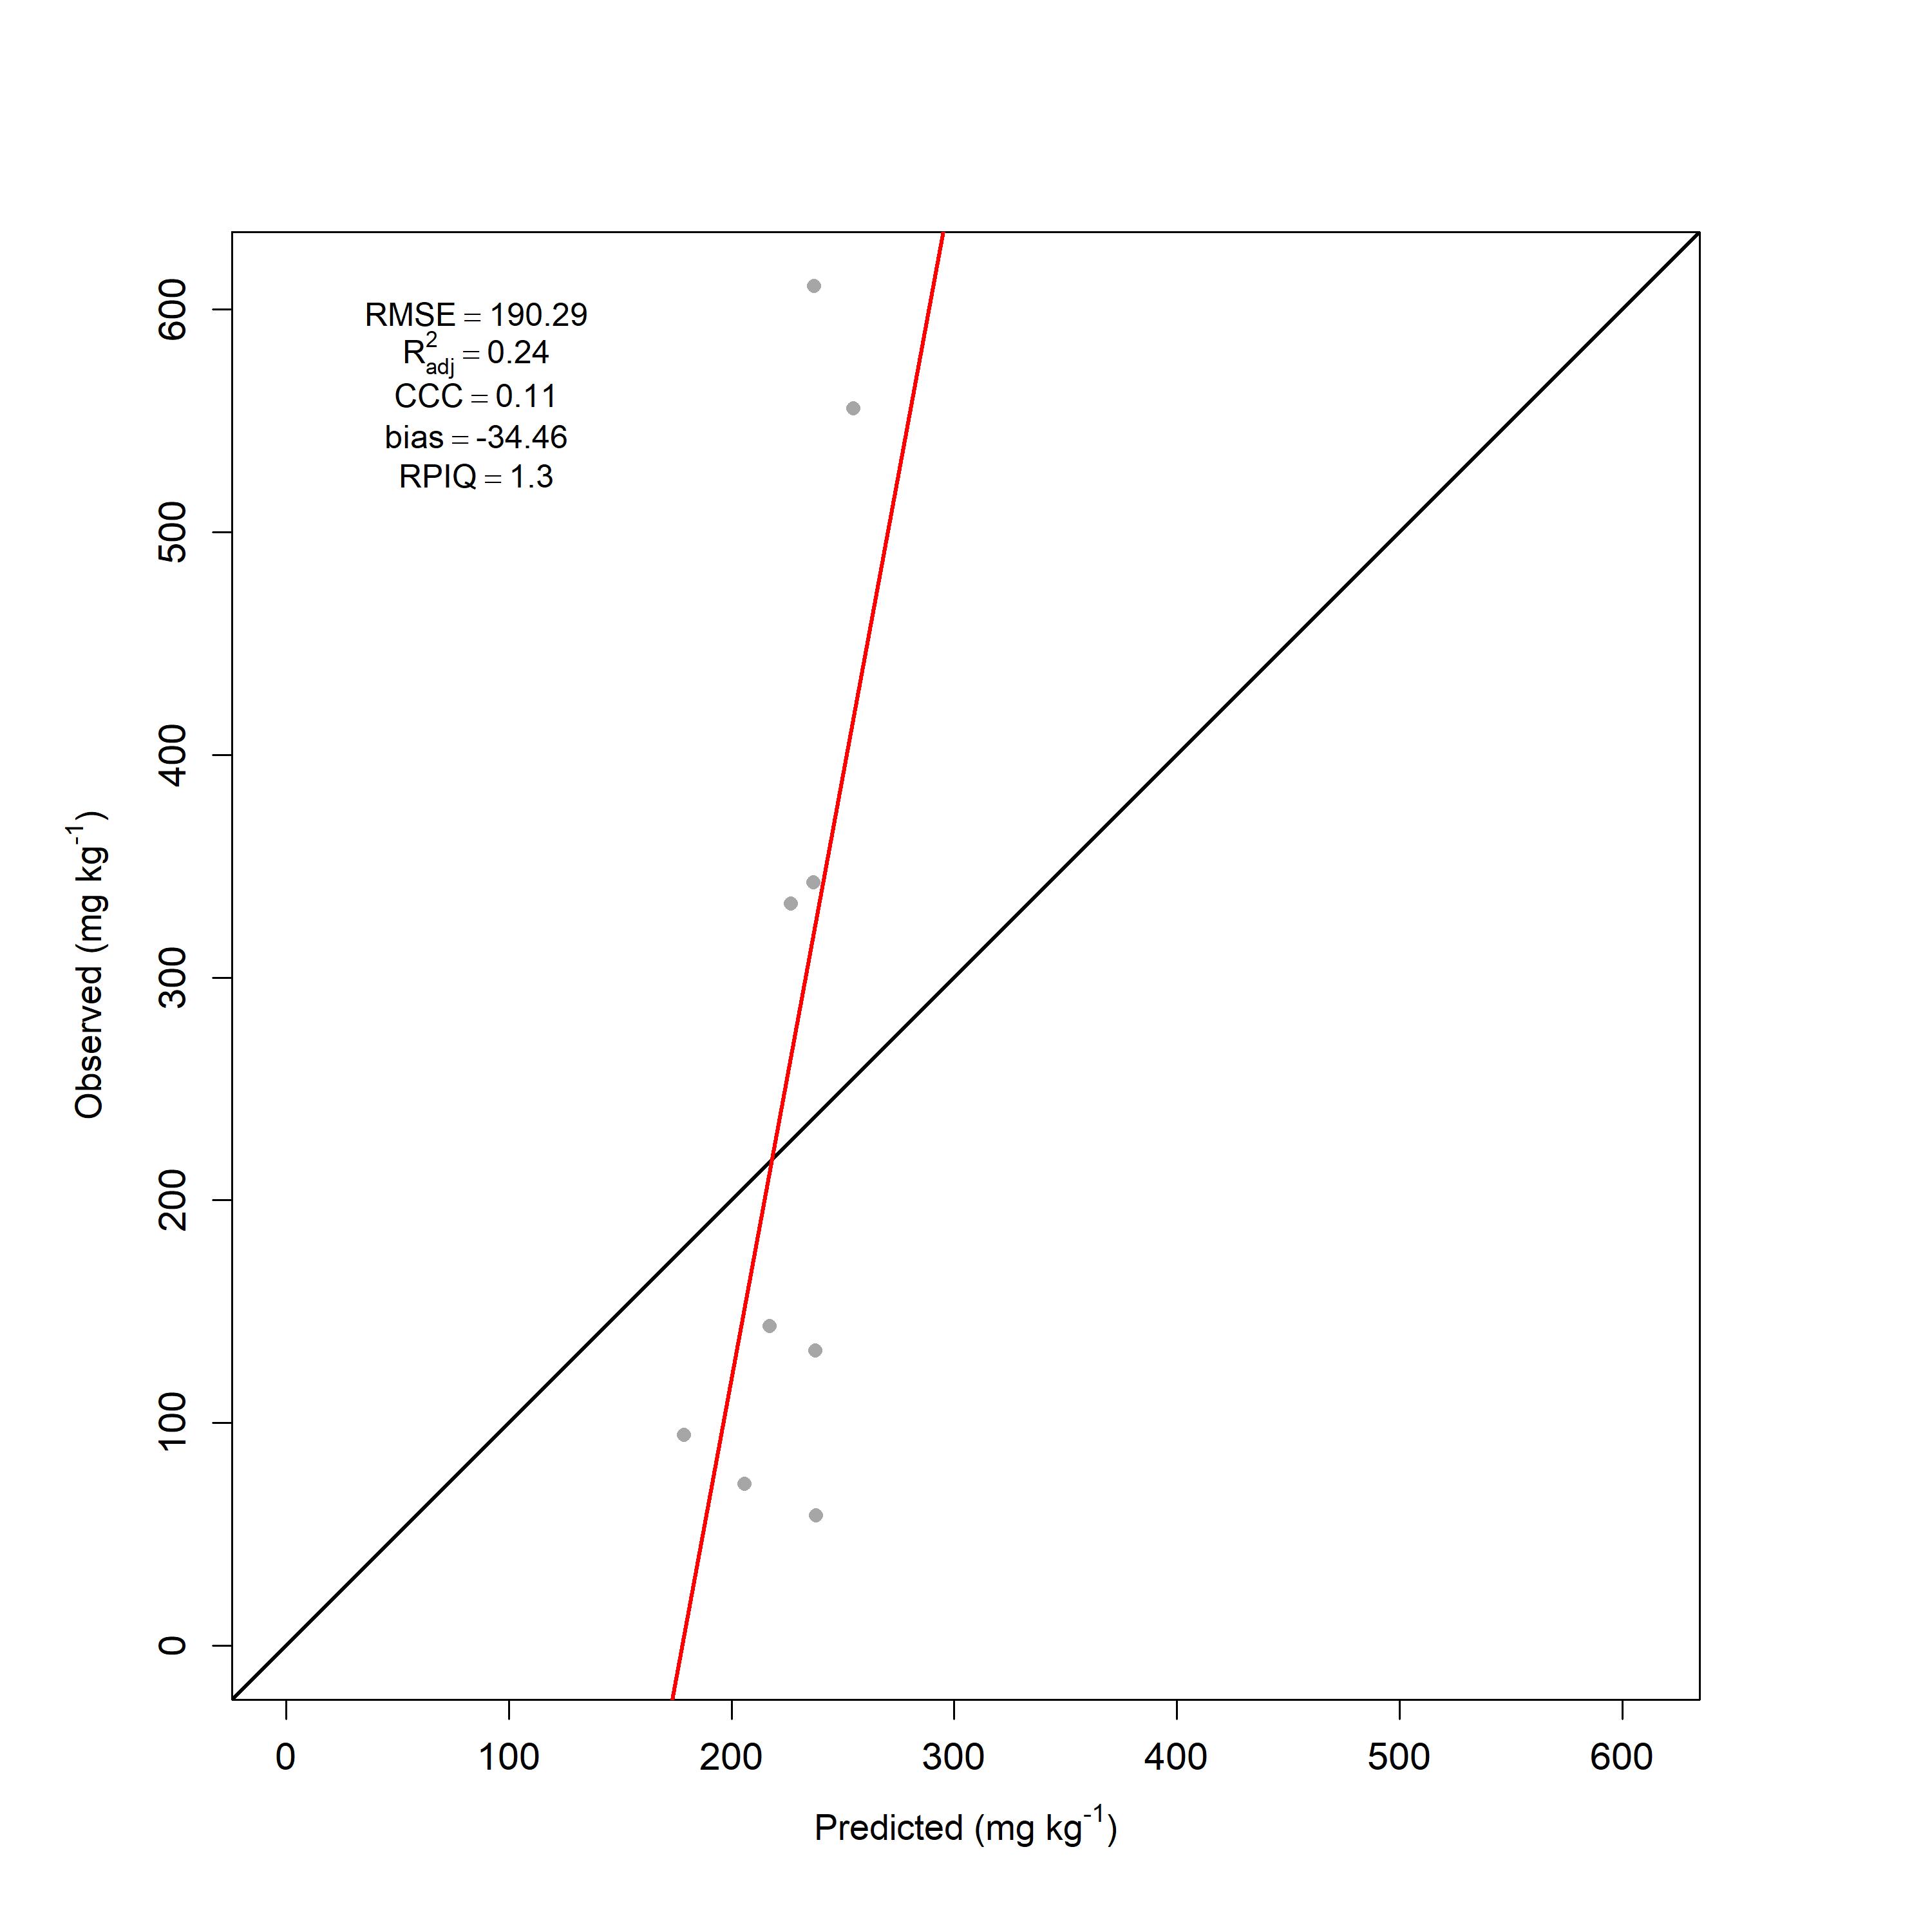 RMSE = 190.29
R²adj = 0.24
CCC = 0.11
bias = -34.46
RPIQ = 1.3
Observed (mg kg⁻¹)
600
500
400
300
200
100
0
0 100 200 300 400 500 600
Predicted (mg kg⁻¹)